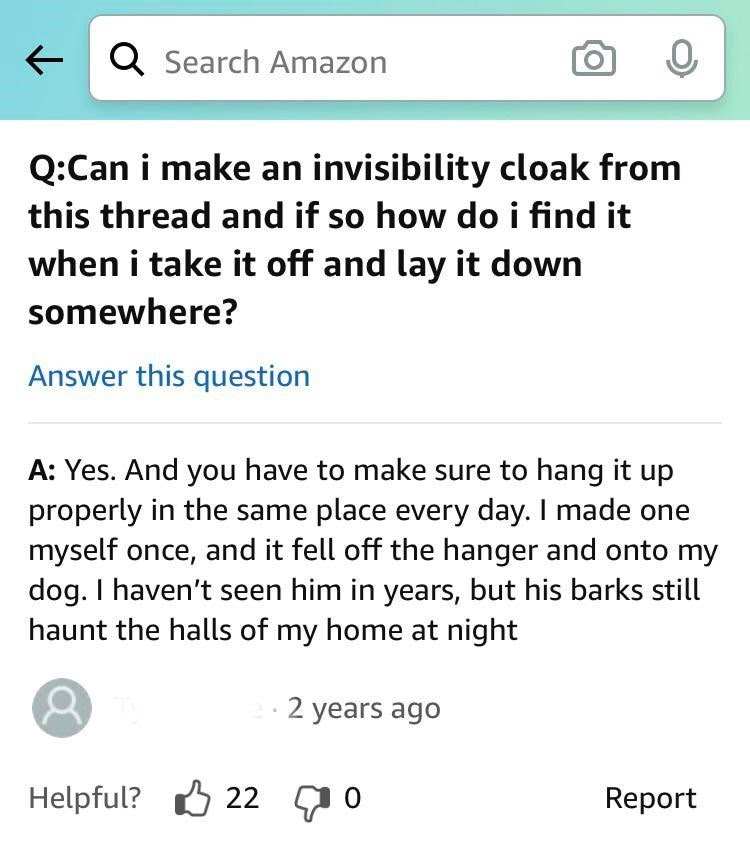 Search Amazon
Q:Can i make an invisibility cloak from
this thread and if so how do i find it
when i take it off and lay it down
somewhere?
Answer this question
A: Yes. And you have to make sure to hang it up
properly in the same place every day. I made one
myself once, and it fell off the hanger and onto my
dog. I haven’t seen him in years, but his barks still
haunt the halls of my home at night
· 2 years ago
Helpful? 22 0 Report